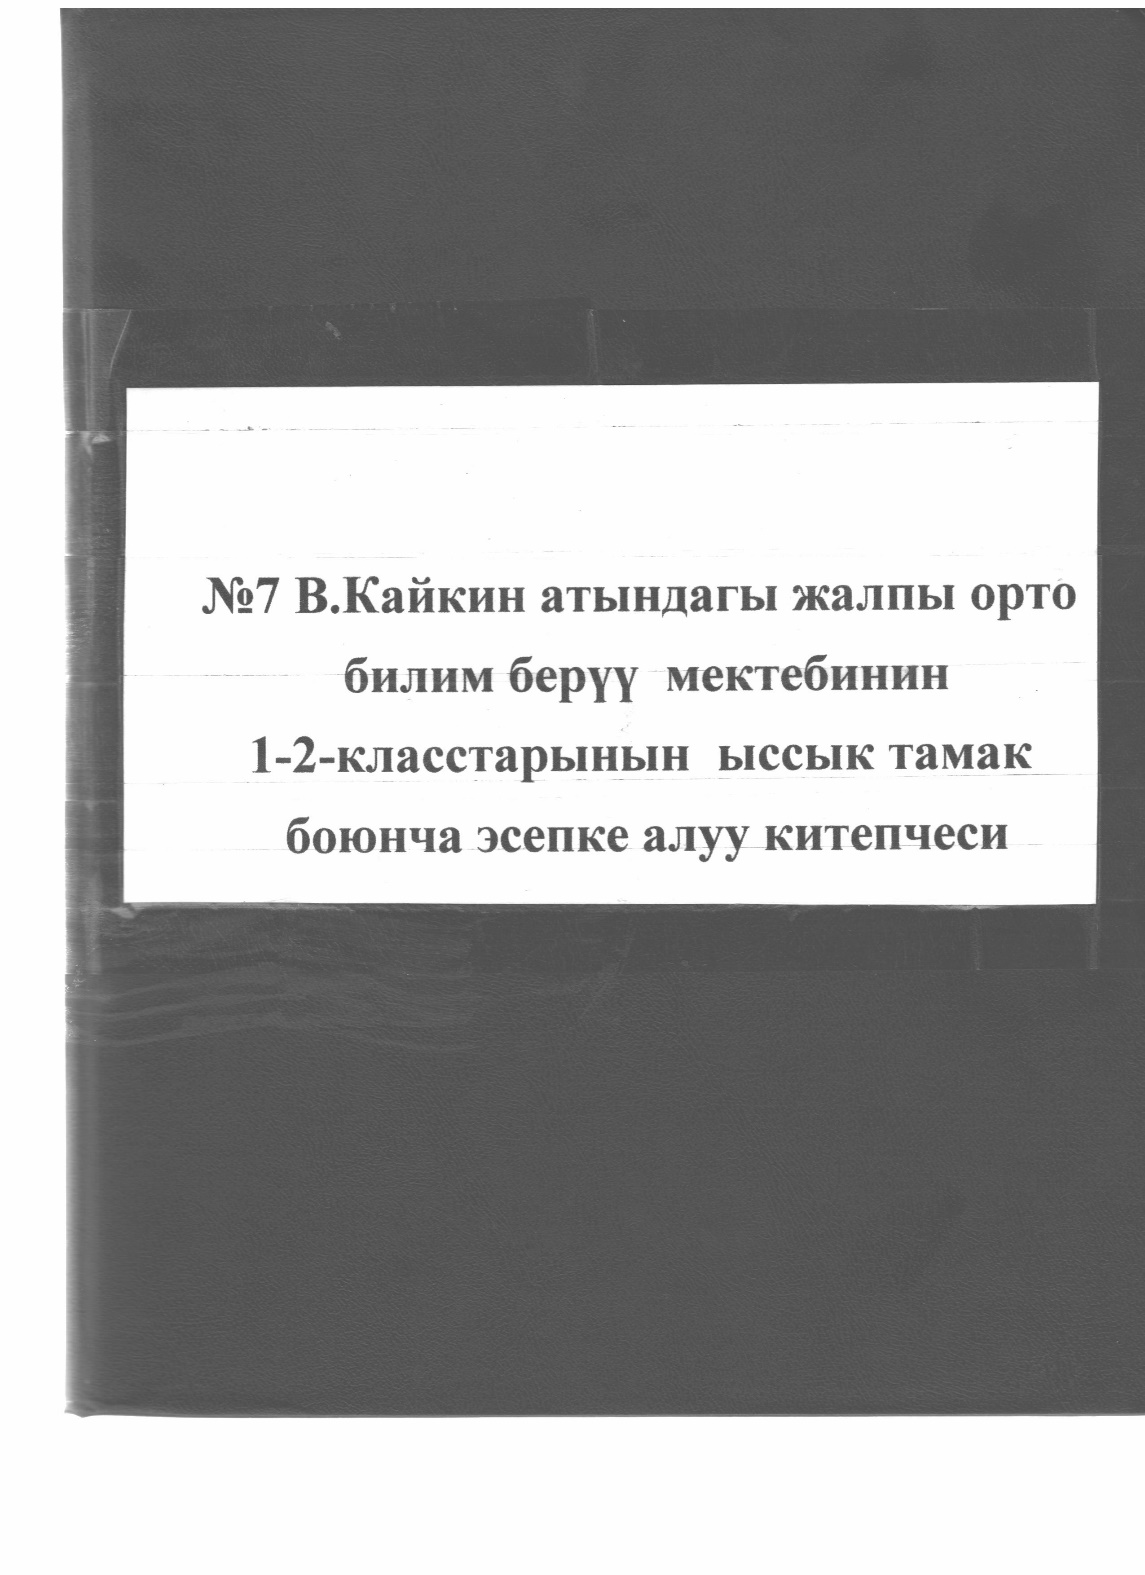 №7 В.Кайкин атындагы жалпы орто
билим берүү мектебинин
1-2-класстарынын ыссык тамак
боюнча эсепке алуу китепчеси